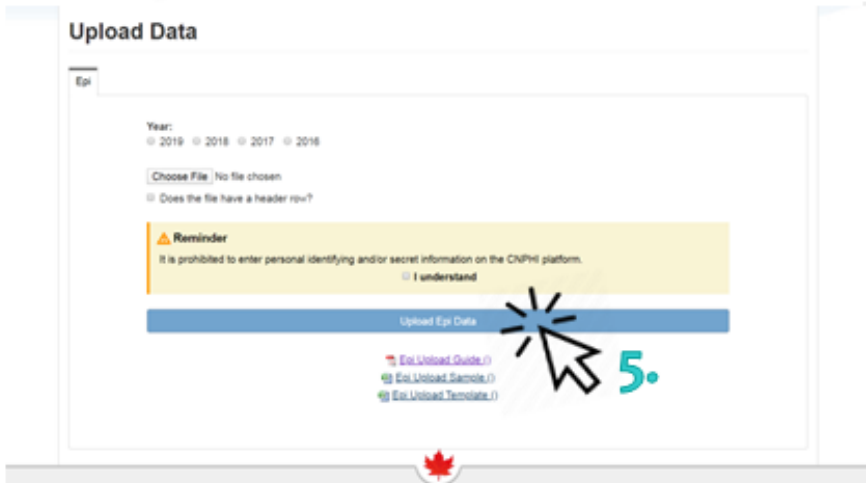 Upload Data
Epi
Year:
2019 2018 2017 2016
Choose File No file chosen
Does the file have a header row?
Reminder
It is prohibited to enter personal identifying and/or secret information on the CNPHI platform.
I understand
Upload Epi Data
Epi Upload Guide ()
Epi Upload Sample ()
Epi Upload Template ()
5.